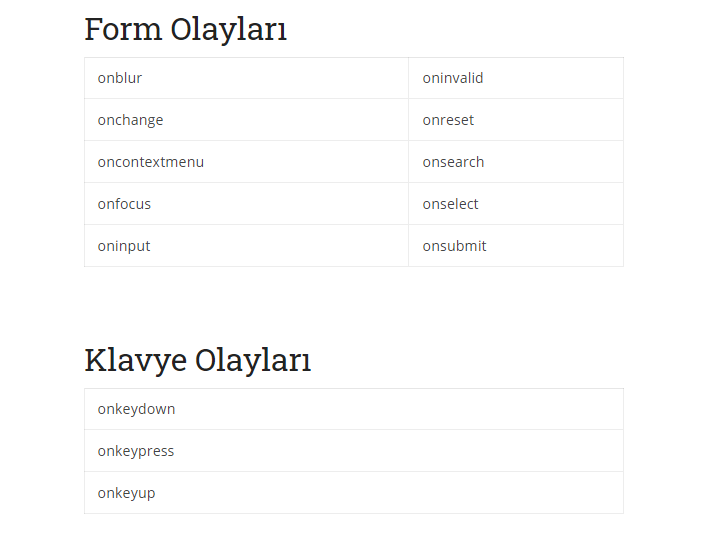 Form Olayları
onblur oninvalid
onchange onreset
oncontextmenu onsearch
onfocus onselect
oninput onsubmit
Klavye Olayları
onkeydown
onkeypress
onkeyup